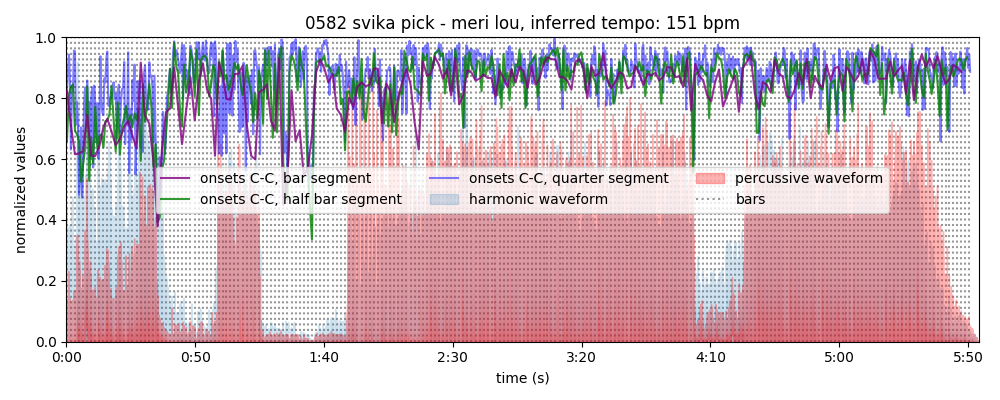 0582 svika pick - meri lou, inferred tempo: 151 bpm
normalized values
1.0
0.8
0.6
0.4
0.2
0.0
onsets C-C, bar segment
onsets C-C, half bar segment
onsets C-C, quarter segment
harmonic waveform
percussive waveform
bars
0:00 0:50 1:40 2:30 3:20 4:10 5:00 5:50
time (s)